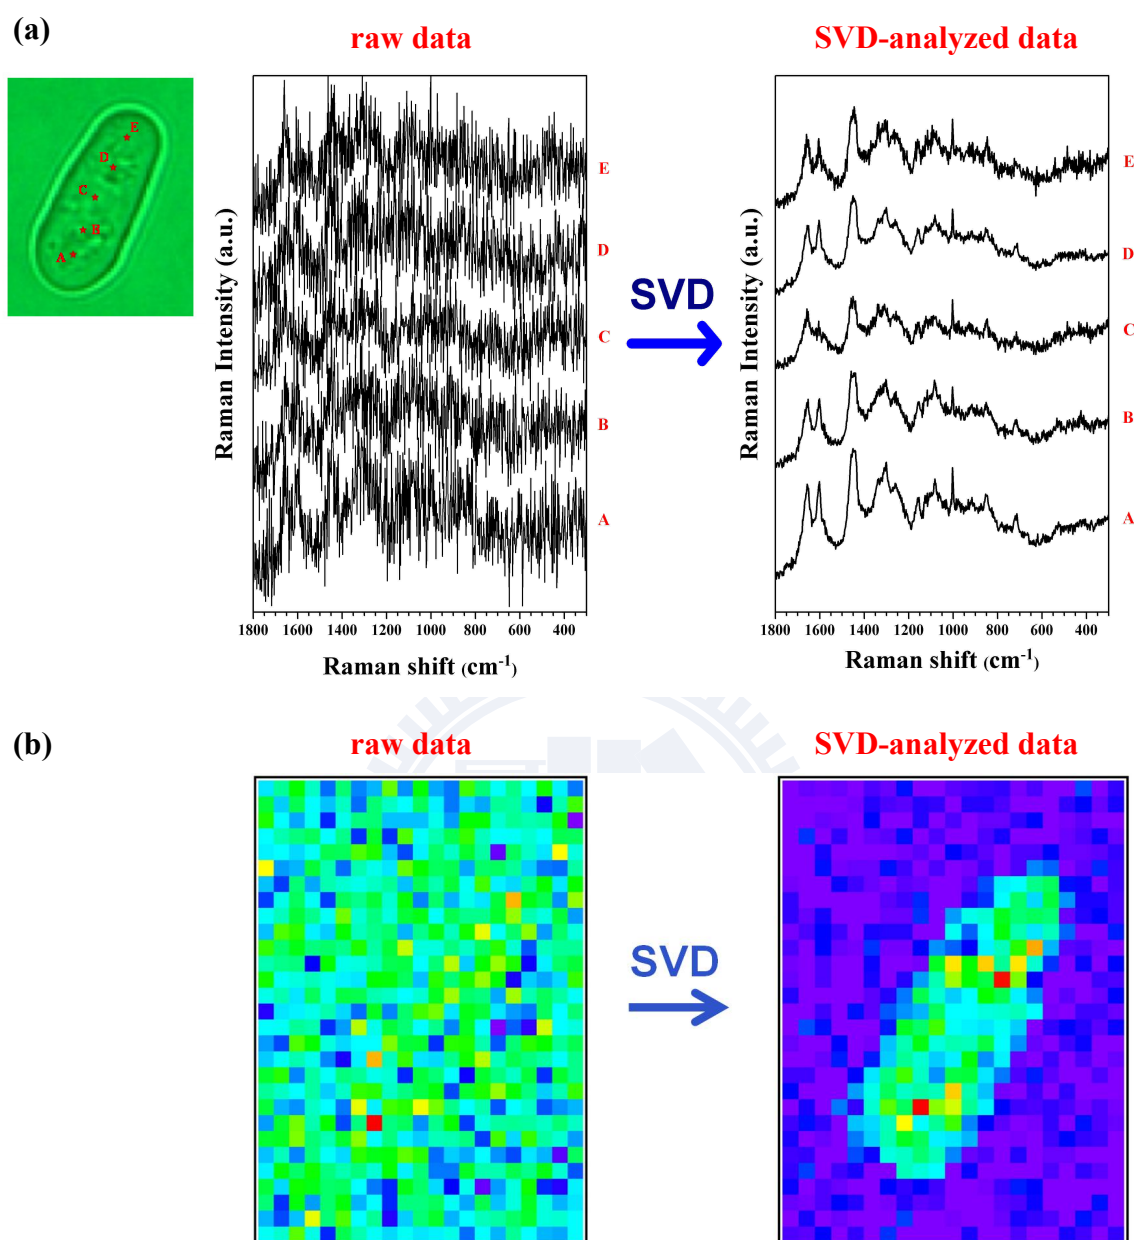 (a)
raw data
SVD-analyzed data
E
D
C
B
A
Raman Intensity (a.u.)
E
D
C
B
A
1800 1600 1400 1200 1000 800 600 400
Raman shift (cm-1)
SVD
Raman Intensity (a.u.)
E
D
C
B
A
1800 1600 1400 1200 1000 800 600 400
Raman shift (cm-1)
(b)
raw data
SVD-analyzed data
SVD